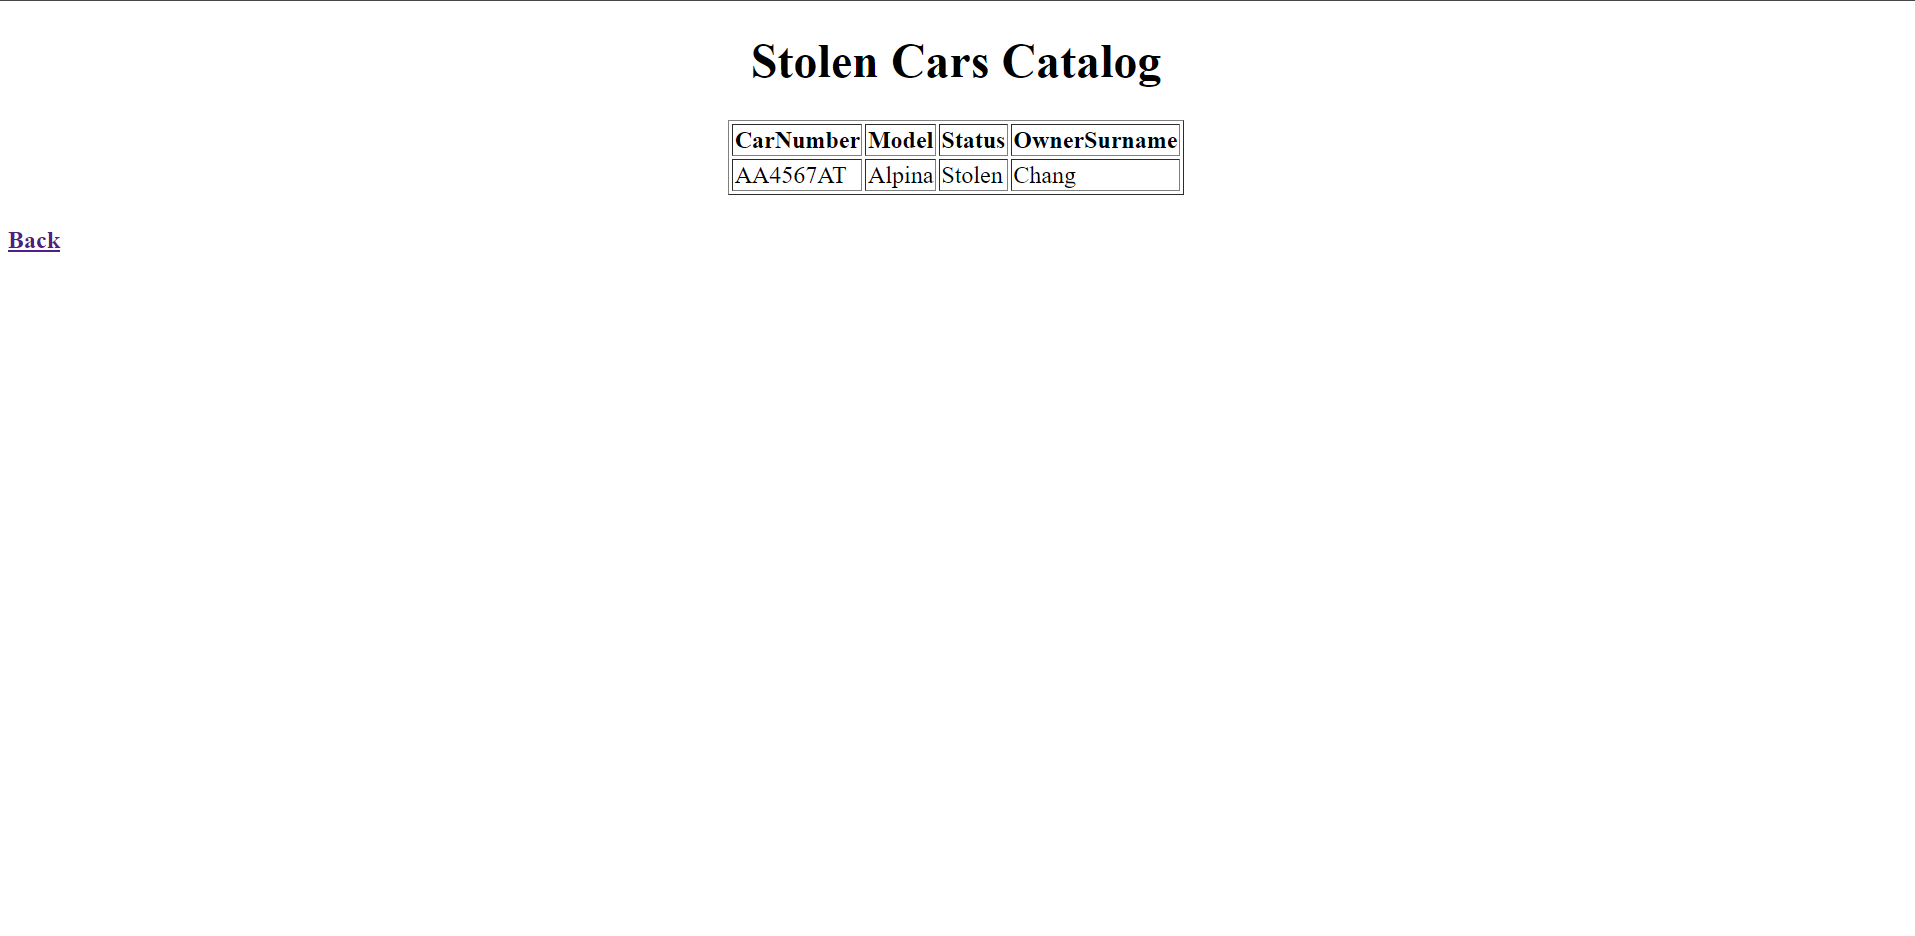 Stolen Cars Catalog
CarNumber Model Status OwnerSurname
AA4567AT Alpina Stolen Chang
Back